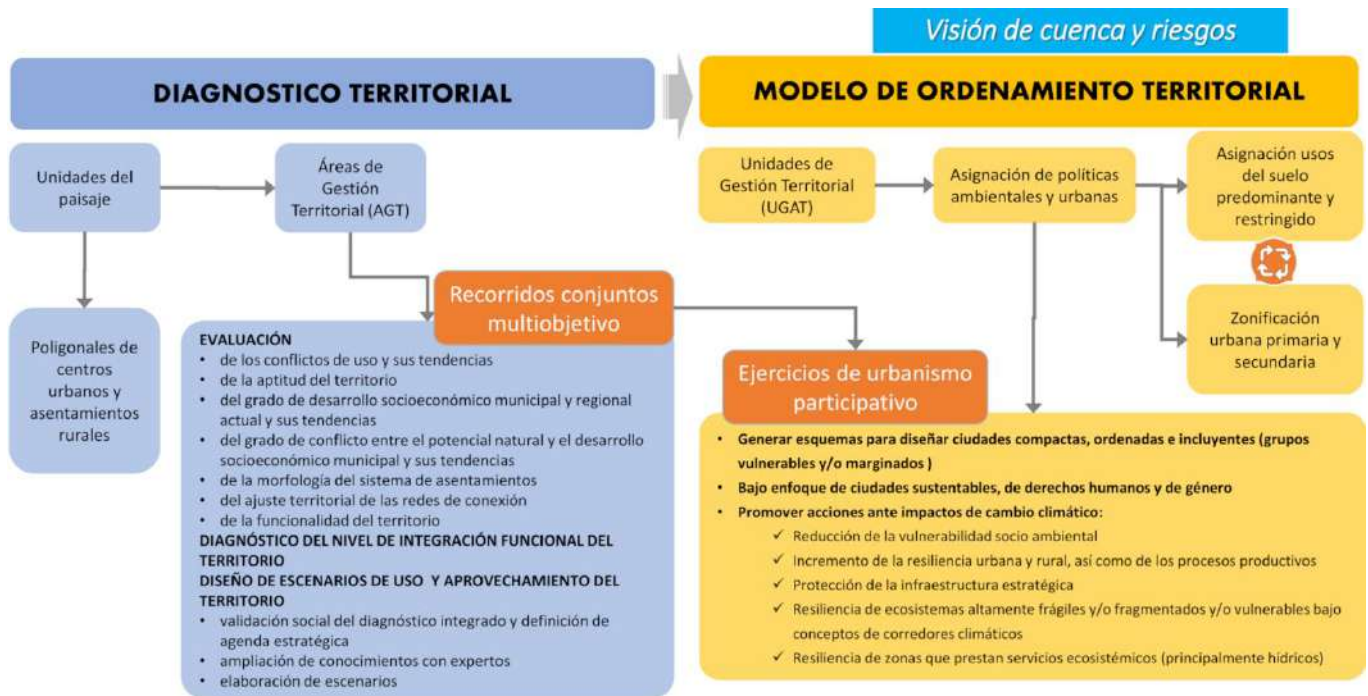 Visión de cuenca y riesgos
DIAGNOSTICO TERRITORIAL
MODELO DE ORDENAMIENTO TERRITORIAL
Unidades del
paisaje
Áreas de
Gestión
Territorial (AGT)
Poligonales de
centros
urbanos y
asentamientos
rurales
Recorridos conjuntos
multiobjetivo
EVALUACIÓN
• de los conflictos de uso y sus tendencias
• de la aptitud del territorio
• del grado de desarrollo socioeconómico municipal y regional
actual y sus tendencias
• del grado de conflicto entre el potencial natural y el desarrollo
socioeconómico municipal y sus tendencias
• de la morfología del sistema de asentamientos
• del ajuste territorial de las redes de conexión
• de la funcionalidad del territorio
DIAGNÓSTICO DEL NIVEL DE INTEGRACIÓN FUNCIONAL DEL
TERRITORIO
DISEÑO DE ESCENARIOS DE USO Y APROVECHAMIENTO DEL
TERRITORIO
• validación social del diagnóstico integrado y definición de
agenda estratégica
• ampliación de conocimientos con expertos
• elaboración de escenarios
Unidades de
Gestión Territorial
(UGAT)
Asignación de políticas
ambientales y urbanas
Asignación usos
del suelo
predominante y
restringido
Zonificación
urbana primaria y
secundaria
Ejercicios de urbanismo
participativo
• Generar esquemas para diseñar ciudades compactas, ordenadas e incluyentes (grupos
vulnerables y/o marginados )
• Bajo enfoque de ciudades sustentables, de derechos humanos y de género
• Promover acciones ante impactos de cambio climático:
✓ Reducción de la vulnerabilidad socio ambiental
✓ Incremento de la resiliencia urbana y rural, así como de los procesos productivos
✓ Protección de la infraestructura estratégica
✓ Resiliencia de ecosistemas altamente frágiles y/o fragmentados y/o vulnerables bajo
conceptos de corredores climáticos
✓ Resiliencia de zonas que prestan servicios ecosistémicos (principalmente hídricos)